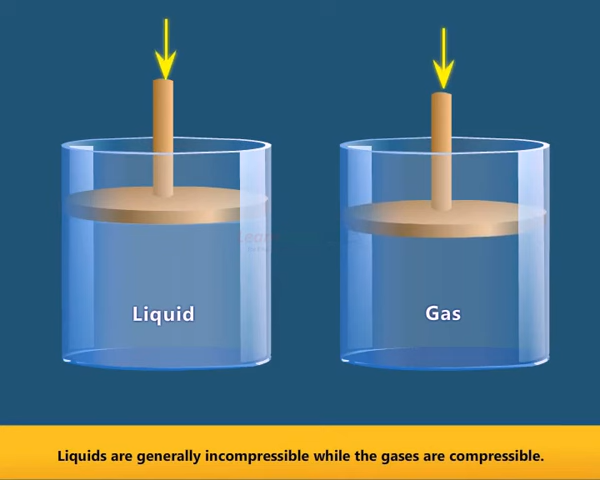 Liquid
Gas
Liquids are generally incompressible while the gases are compressible.